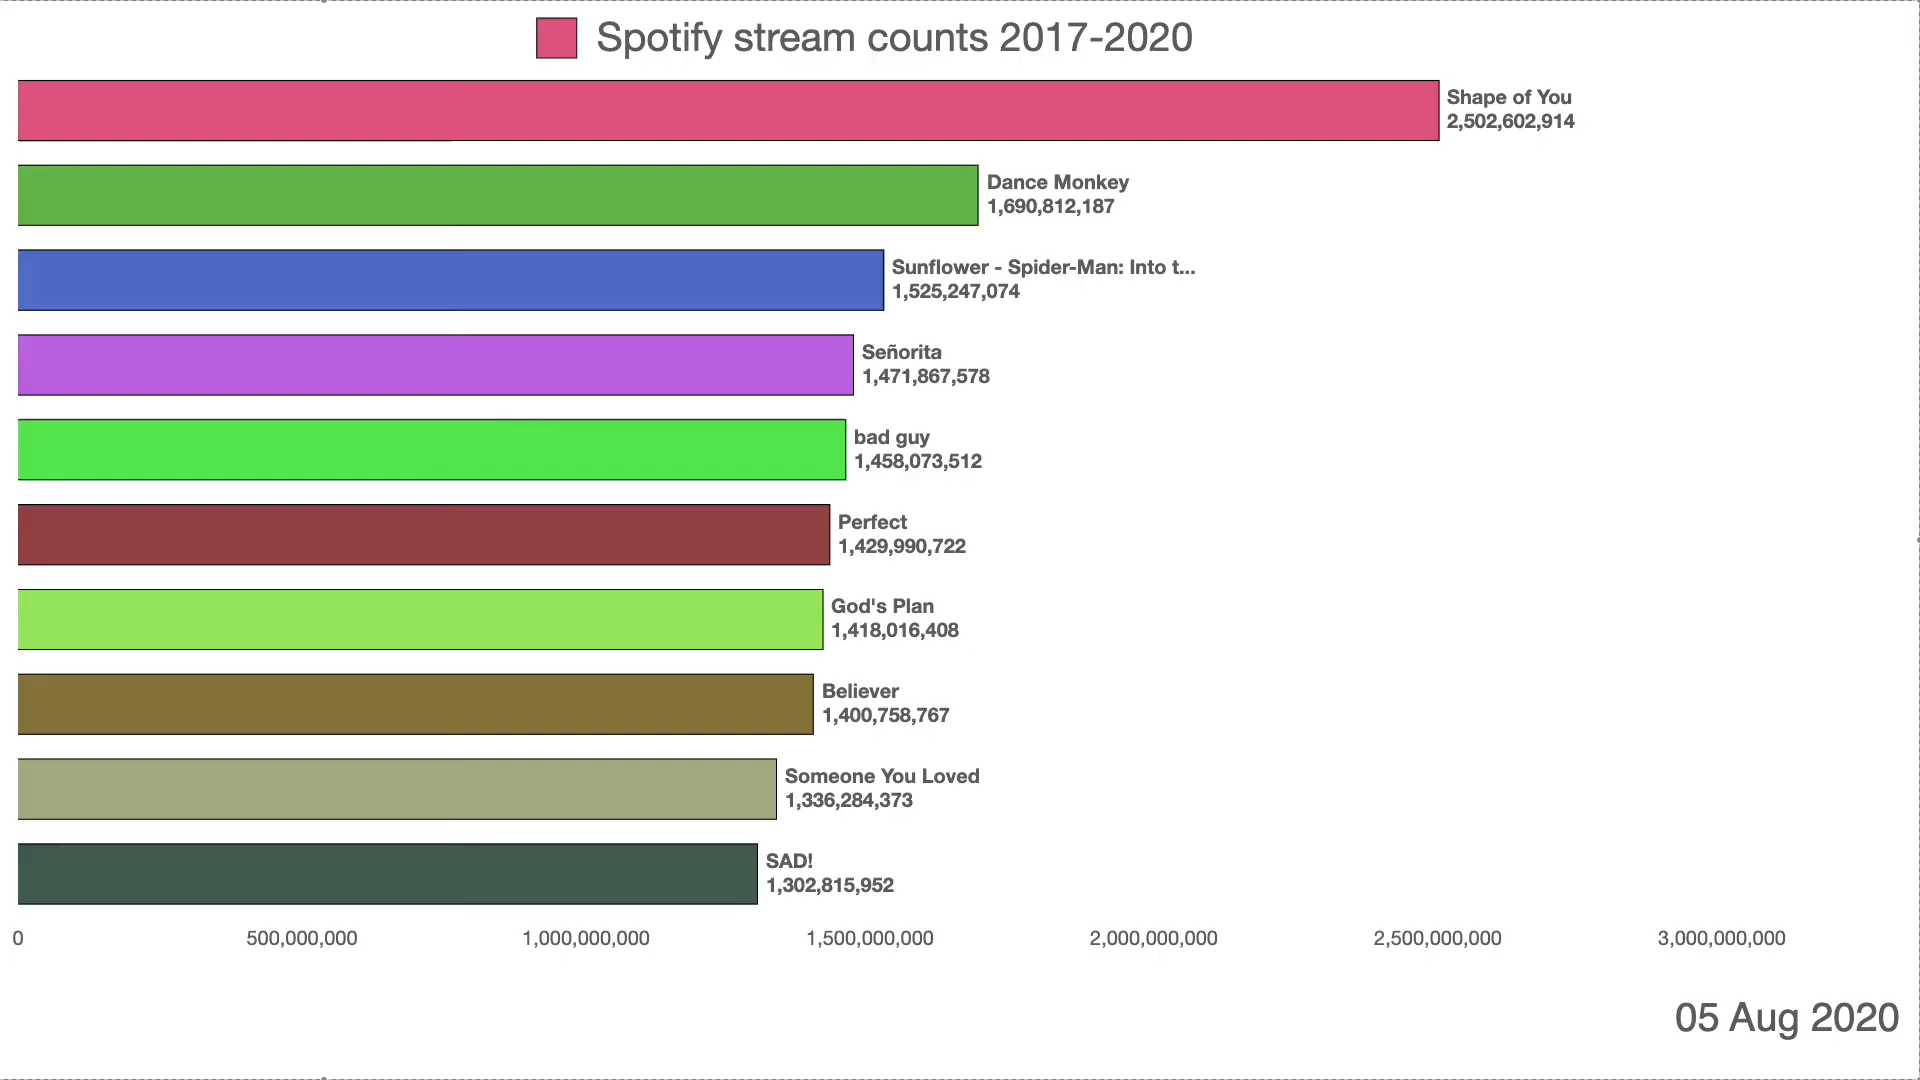 Spotify stream counts 2017-2020
Shape of You
2,502,602,914
Dance Monkey
1,690,812,187
Sunflower - Spider-Man: Into t...
1,525,247,074
Señorita
1,471,867,578
bad guy
1,458,073,512
Perfect
1,429,990,722
God's Plan
1,418,016,408
Believer
1,400,758,767
Someone You Loved
1,336,284,373
SAD!
1,302,815,952
0 500,000,000 1,000,000,000 1,500,000,000 2,000,000,000 2,500,000,000 3,000,000,000
05 Aug 2020